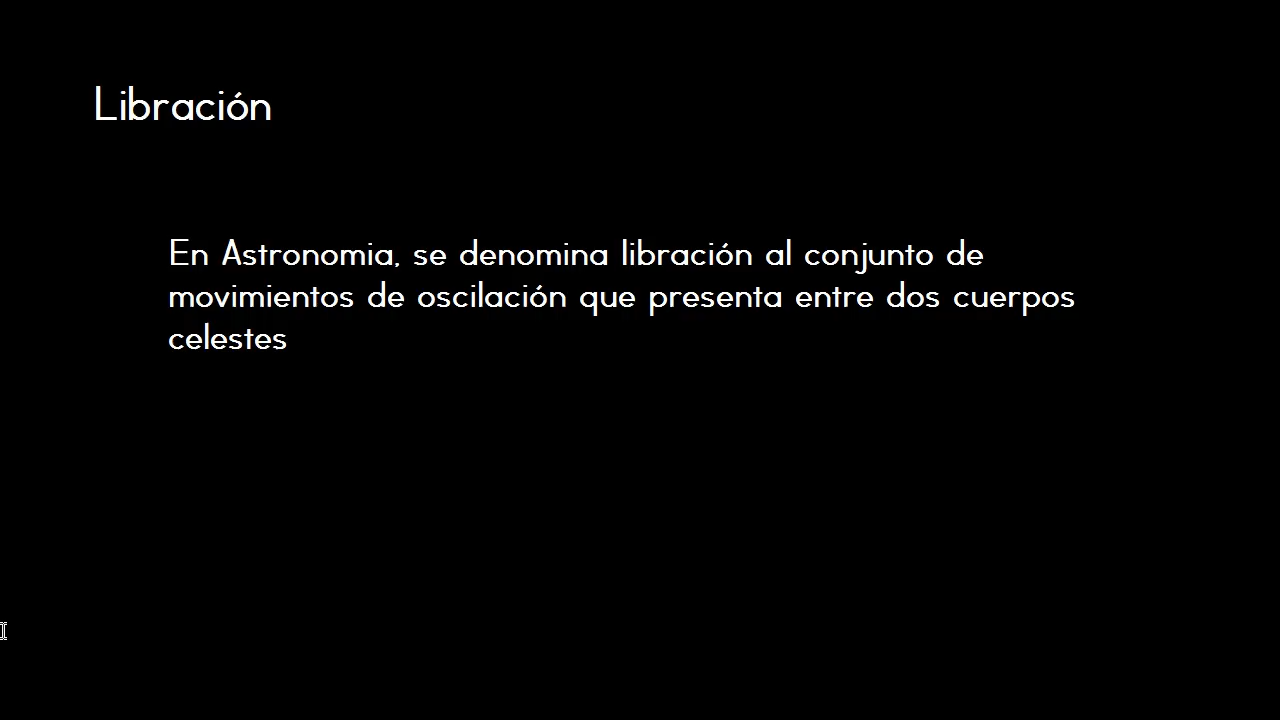 Libración
En Astronomia, se denomina libración al conjunto de
movimientos de oscilación que presenta entre dos cuerpos
celestes